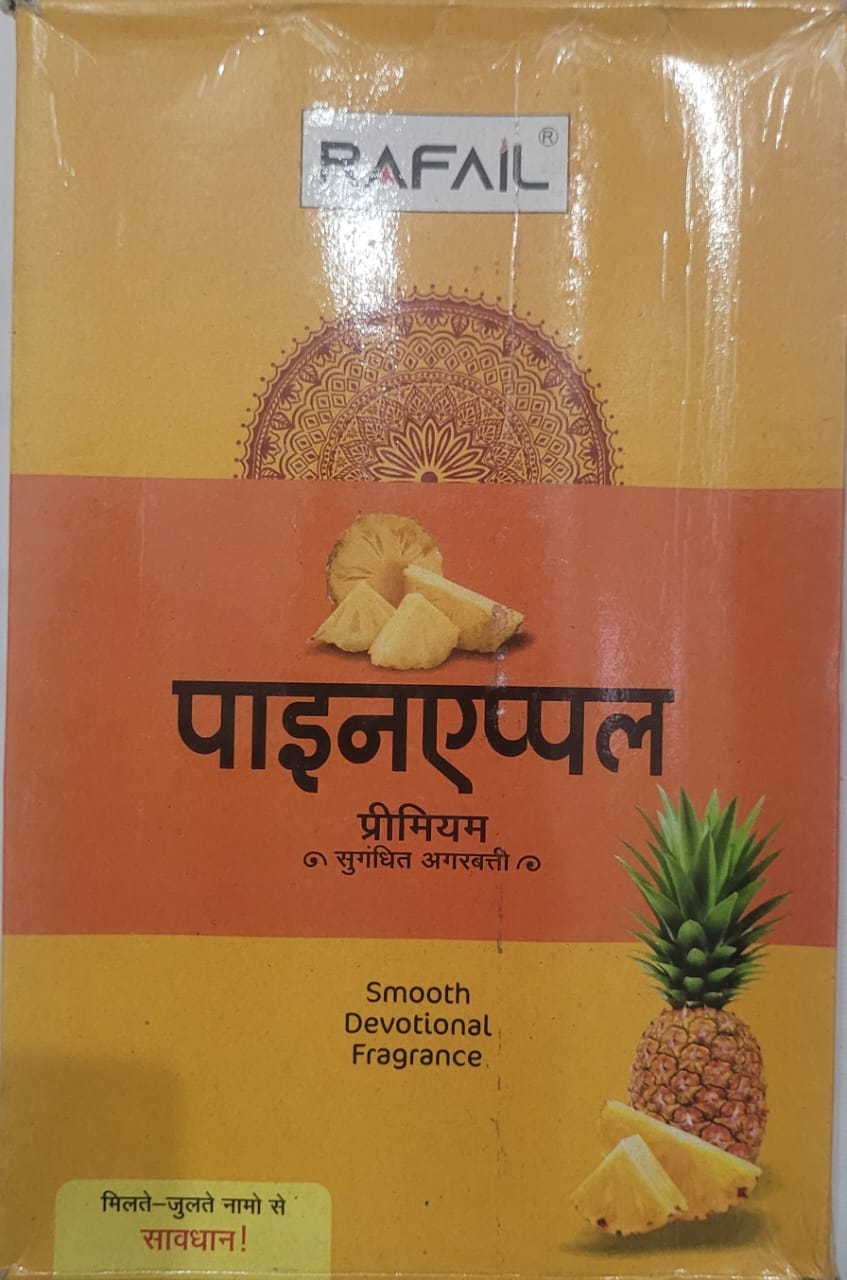 RAFAIL®
पाइनएप्पल
प्रीमियम
सुगंधित अगरबत्ती
Smooth
Devotional
Fragrance
मिलते-जुलते नामो से
सावधान!